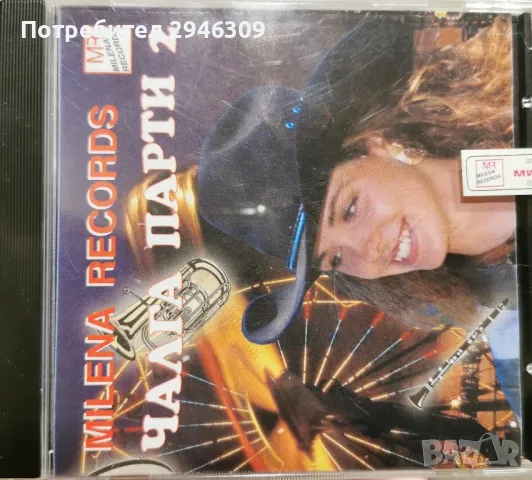 Потребител 2946309
MR
MILENA
RECORDS
MILENA RECORDS
ЧАЛГА ПАРТИ 2
MR
MILENA
RECORDS
BAZAR